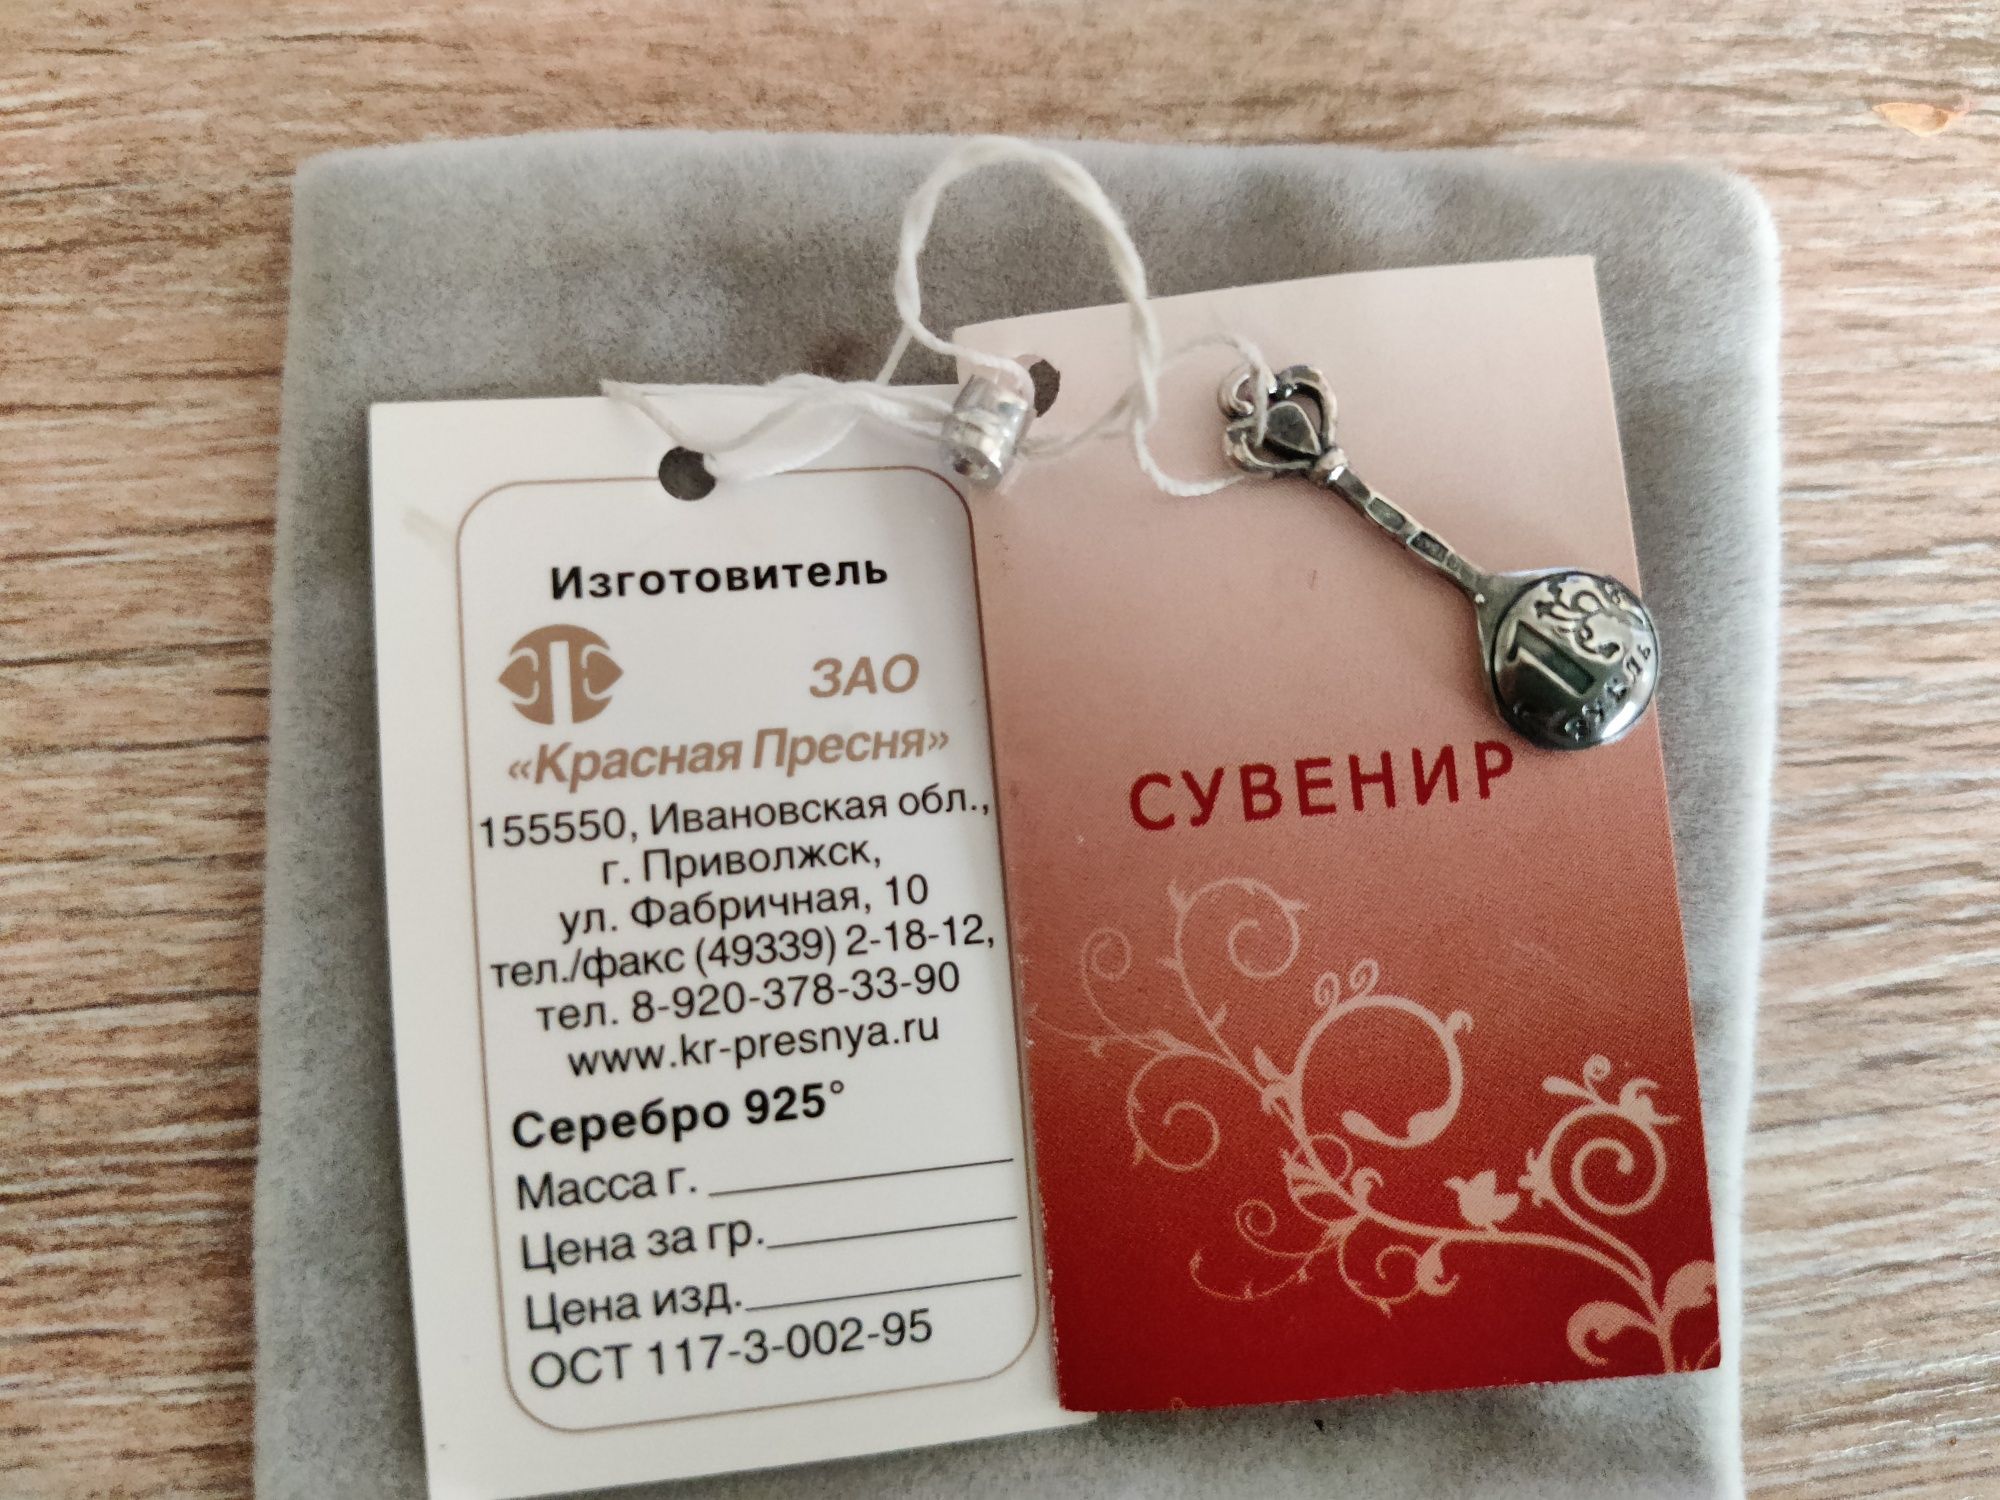 Изготовитель
ЗАО
«Красная Пресня»
155550, Ивановская обл.,
г. Приволжск,
ул. Фабричная, 10
тел./факс (49339) 2-18-12,
тел. 8-920-378-33-90
www.kr-presnya.ru
Серебро 925°
Масса г.
Цена за гр.
Цена изд.
ОСТ 117-3-002-95
СУВЕНИР
1
РУБЛЬ